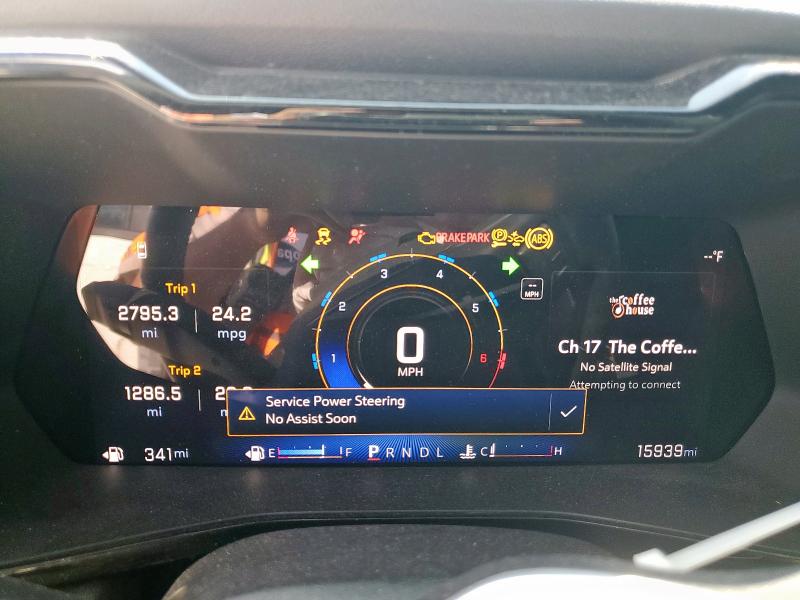 BRAKE PARK
P
ABS
--°F
Trip 1
2795.3
mi
24.2
mpg
Trip 2
1286.5
mi
1
2
3
4
5
6
0
MPH
--
MPH
the coffee
house
Ch 17 The Coffe...
No Satellite Signal
Attempting to connect
Service Power Steering
No Assist Soon
341mi
E
F
P R N D L
C
H
15939mi